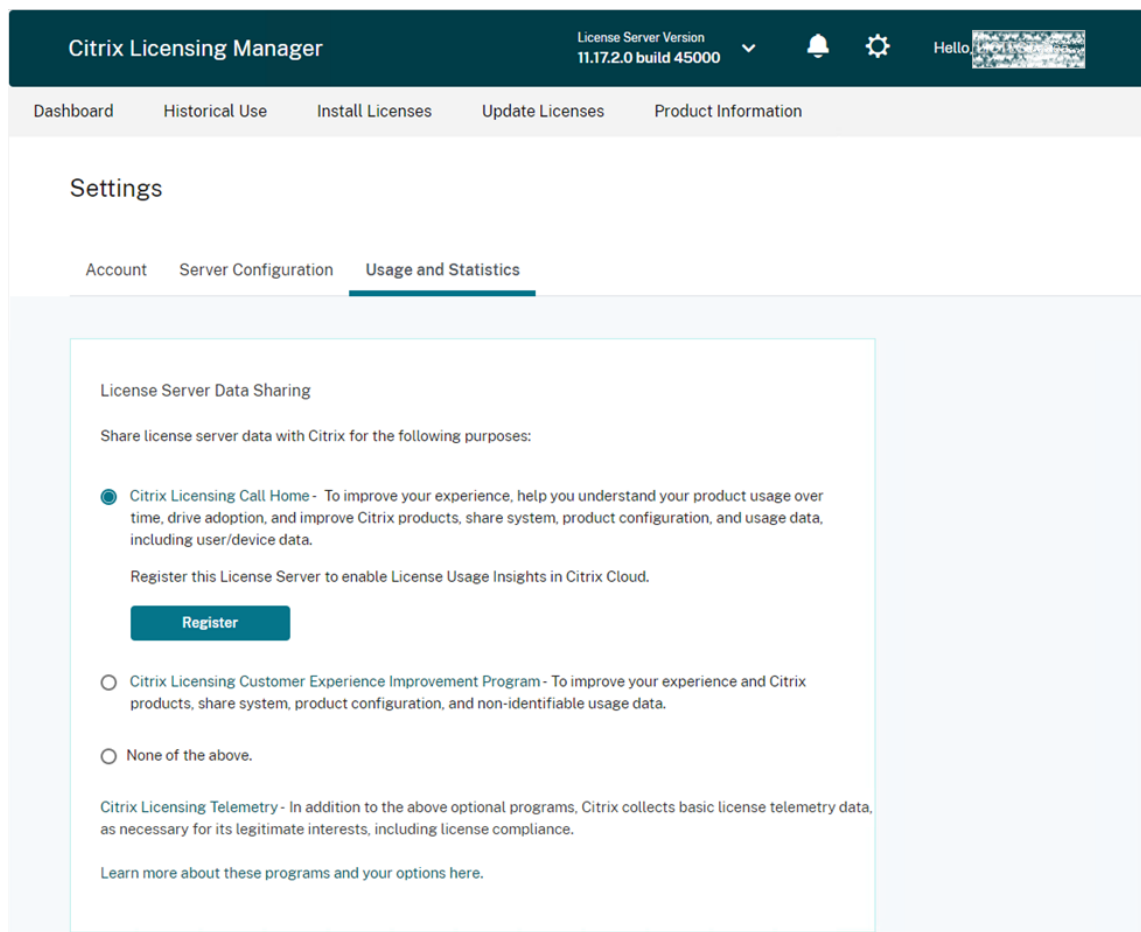 Citrix Licensing Manager
License Server Version
11.17.2.0 build 45000
Hello,
Dashboard
Historical Use
Install Licenses
Update Licenses
Product Information
Settings
Account
Server Configuration
Usage and Statistics
License Server Data Sharing
Share license server data with Citrix for the following purposes:
Citrix Licensing Call Home - To improve your experience, help you understand your product usage over
time, drive adoption, and improve Citrix products, share system, product configuration, and usage data,
including user/device data.
Register this License Server to enable License Usage Insights in Citrix Cloud.
Register
Citrix Licensing Customer Experience Improvement Program - To improve your experience and Citrix
products, share system, product configuration, and non-identifiable usage data.
None of the above.
Citrix Licensing Telemetry - In addition to the above optional programs, Citrix collects basic license telemetry data,
as necessary for its legitimate interests, including license compliance.
Learn more about these programs and your options here.